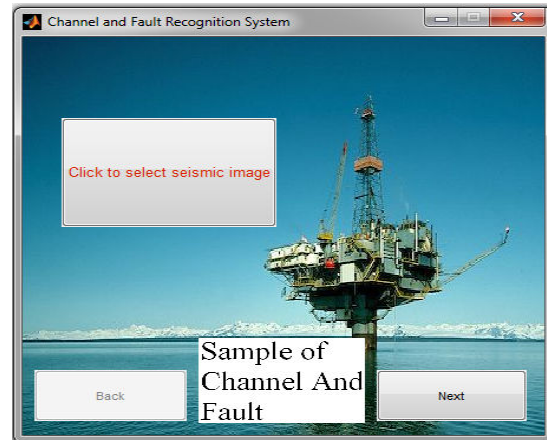 Channel and Fault Recognition System
Click to select seismic image
Sample of
Channel And
Fault
Back
Next